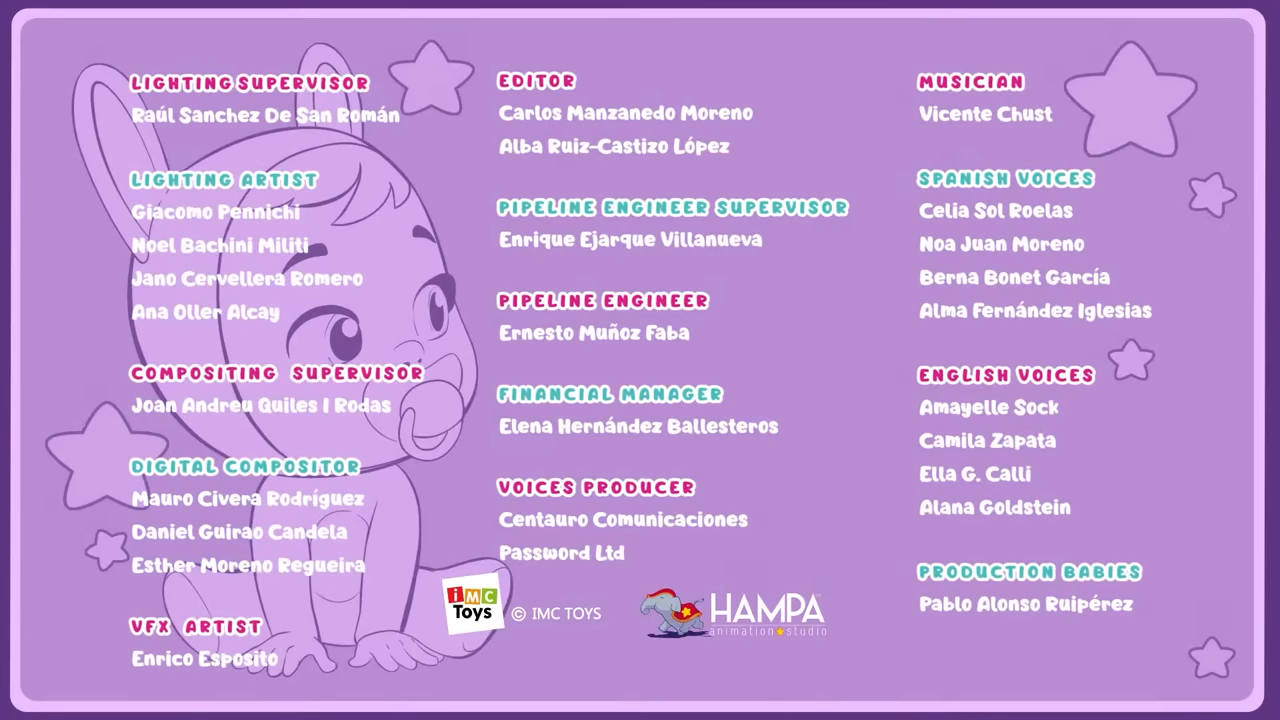 LIGHTING SUPERVISOR
Raúl Sanchez De San Román
LIGHTING ARTIST
Giacomo Pennichi
Noel Bachini Militi
Jano Cervellera Romero
Ana Oller Alcay
COMPOSITING SUPERVISOR
Joan Andreu Quiles I Rodas
DIGITAL COMPOSITOR
Mauro Civera Rodríguez
Daniel Guirao Candela
Esther Moreno Regueira
VFX ARTIST
Enrico Esposito
EDITOR
Carlos Manzanedo Moreno
Alba Ruiz-Castizo López
PIPELINE ENGINEER SUPERVISOR
Enrique Ejarque Villanueva
PIPELINE ENGINEER
Ernesto Muñoz Faba
FINANCIAL MANAGER
Elena Hernández Ballesteros
VOICES PRODUCER
Centauro Comunicaciones
Password Ltd
iMC
Toys
© IMC TOYS
HAMPA
animation studio
MUSICIAN
Vicente Chust
SPANISH VOICES
Celia Sol Roelas
Noa Juan Moreno
Berna Bonet García
Alma Fernández Iglesias
ENGLISH VOICES
Amayelle Sock
Camila Zapata
Ella G. Calli
Alana Goldstein
PRODUCTION BABIES
Pablo Alonso Ruipérez